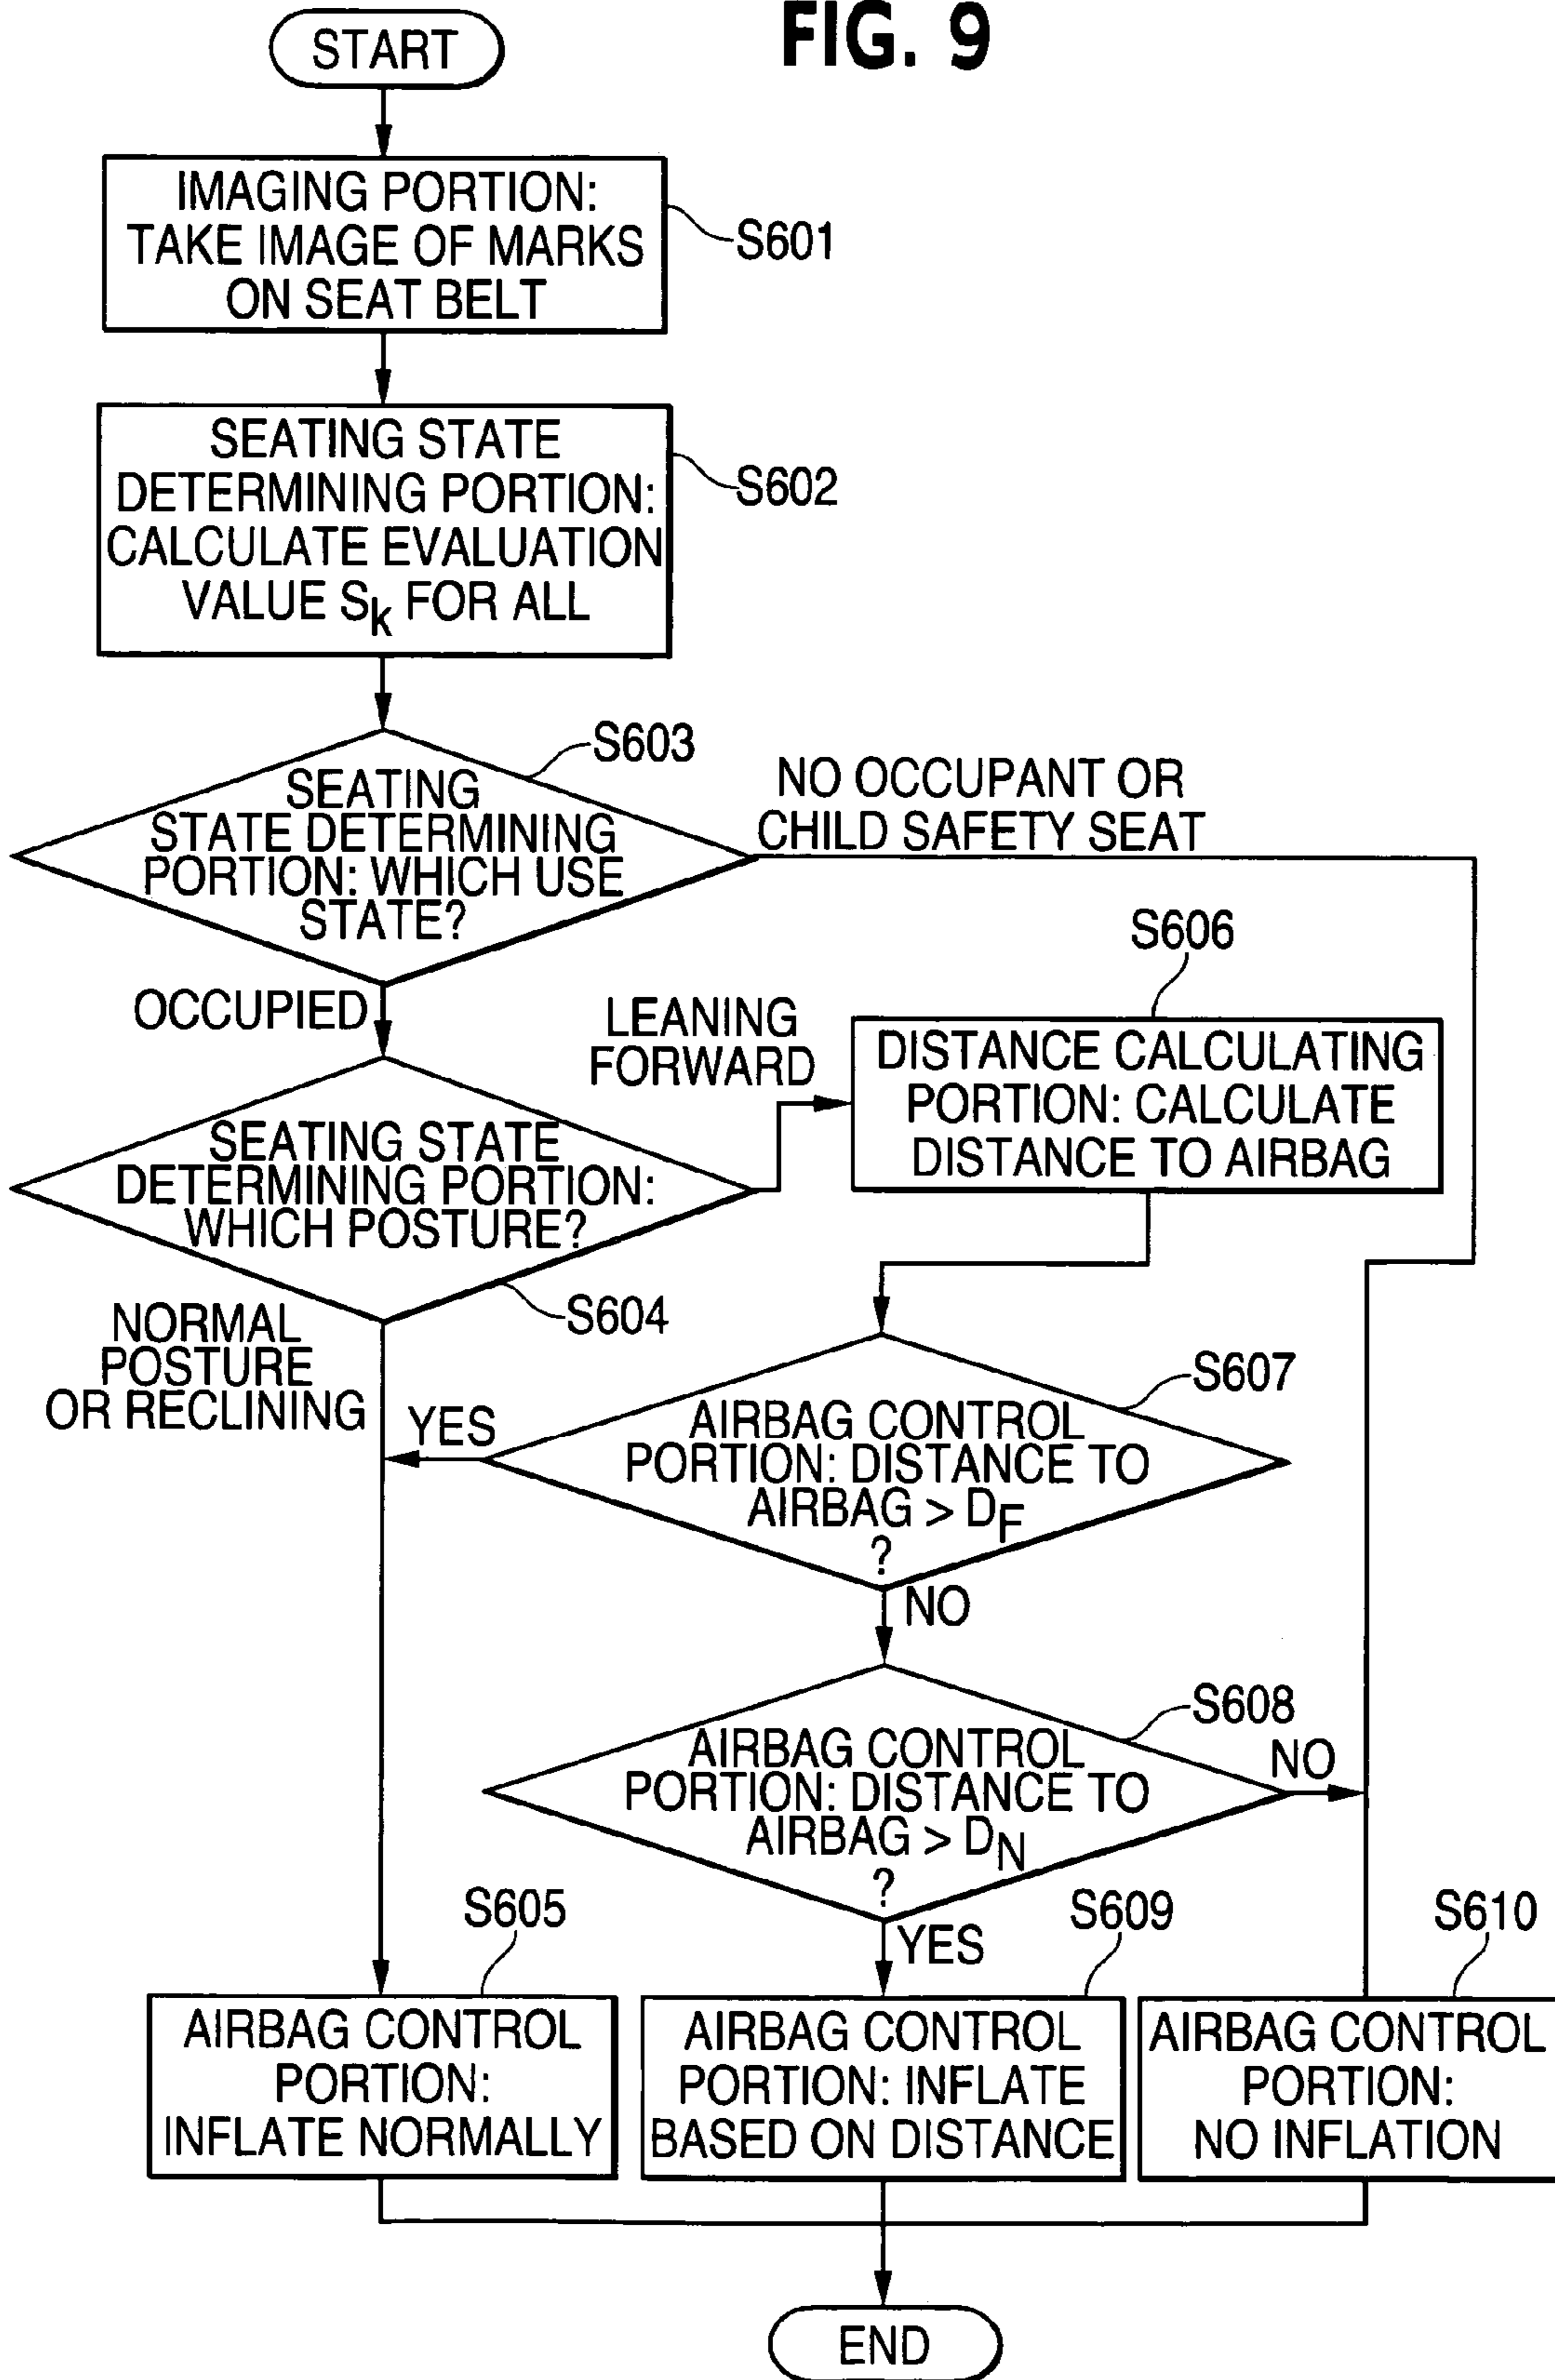 FIG. 9
START
IMAGING PORTION:
TAKE IMAGE OF MARKS
ON SEAT BELT
S601
SEATING STATE
DETERMINING PORTION:
CALCULATE EVALUATION
VALUE Sk FOR ALL
S602
S603
SEATING
STATE DETERMINING
PORTION: WHICH USE
STATE?
NO OCCUPANT OR
CHILD SAFETY SEAT
OCCUPIED
S606
LEANING
FORWARD
DISTANCE CALCULATING
PORTION: CALCULATE
DISTANCE TO AIRBAG
SEATING STATE
DETERMINING PORTION:
WHICH POSTURE?
S604
NORMAL
POSTURE
OR RECLINING
S607
YES
AIRBAG CONTROL
PORTION: DISTANCE TO
AIRBAG > DF
?
NO
S608
AIRBAG CONTROL
PORTION: DISTANCE TO
AIRBAG > DN
?
NO
YES
S605
S609
S610
AIRBAG CONTROL
PORTION:
INFLATE NORMALLY
AIRBAG CONTROL
PORTION: INFLATE
BASED ON DISTANCE
AIRBAG CONTROL
PORTION:
NO INFLATION
END